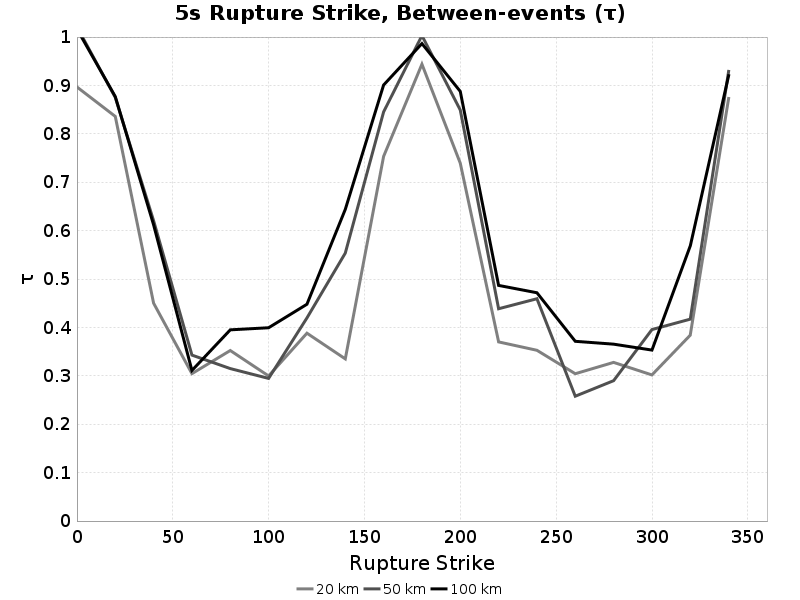 5s Rupture Strike, Between-events (τ)
1
0.9
0.8
0.7
0.6
0.5
0.4
0.3
0.2
0.1
0
τ
0 50 100 150 200 250 300 350
Rupture Strike
20 km 50 km 100 km